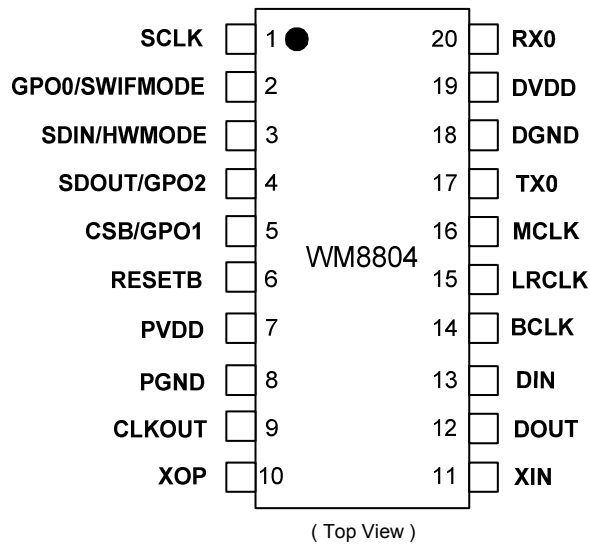 SCLK 1 20 RX0
GPO0/SWIFMODE 2 19 DVDD
SDIN/HWMODE 3 18 DGND
SDOUT/GPO2 4 17 TX0
CSB/GPO1 5 16 MCLK
WM8804
RESETB 6 15 LRCLK
PVDD 7 14 BCLK
PGND 8 13 DIN
CLKOUT 9 12 DOUT
XOP 10 11 XIN
( Top View )